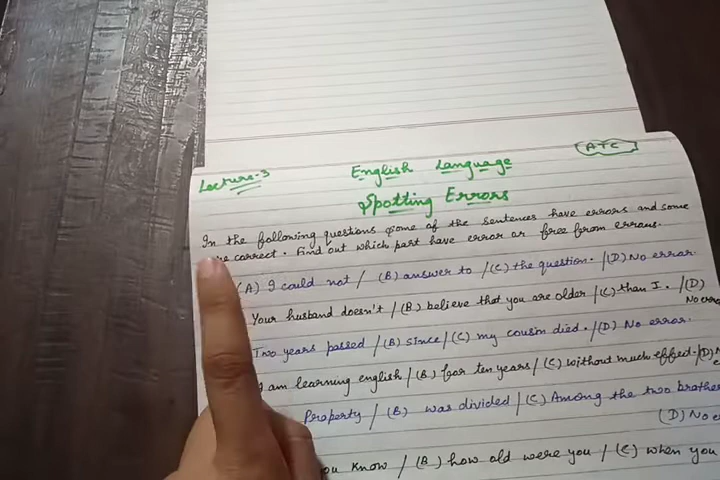 Lecture-3
English Language
ATC
Spotting Errors
In the following questions some of the sentences have errors and some
correct. Find out which part have error or free from errors.
(A) I could not / (B) answer to / (C) the question. / (D) No error.
Your husband doesn't / (B) believe that you are older / (C) than I. / (D)
No erro
Two years passed / (B) Since / (C) my cousin died. / (D) No error.
am learning english / (B) for ten years / (C) without much effect. / (D)
Property / (B) was divided / (C) Among the two brothe
(D) No e
you know / (B) how old were you / (C) when you